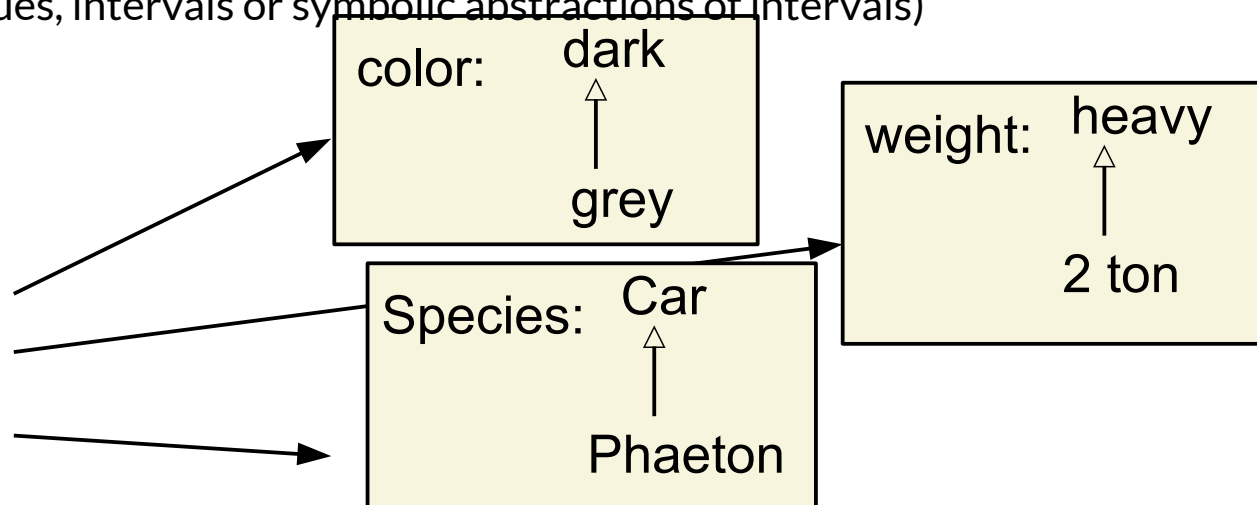 ues, intervals or symbolic abstractions of intervals)
color:
dark
grey
weight:
heavy
2 ton
Species:
Car
Phaeton